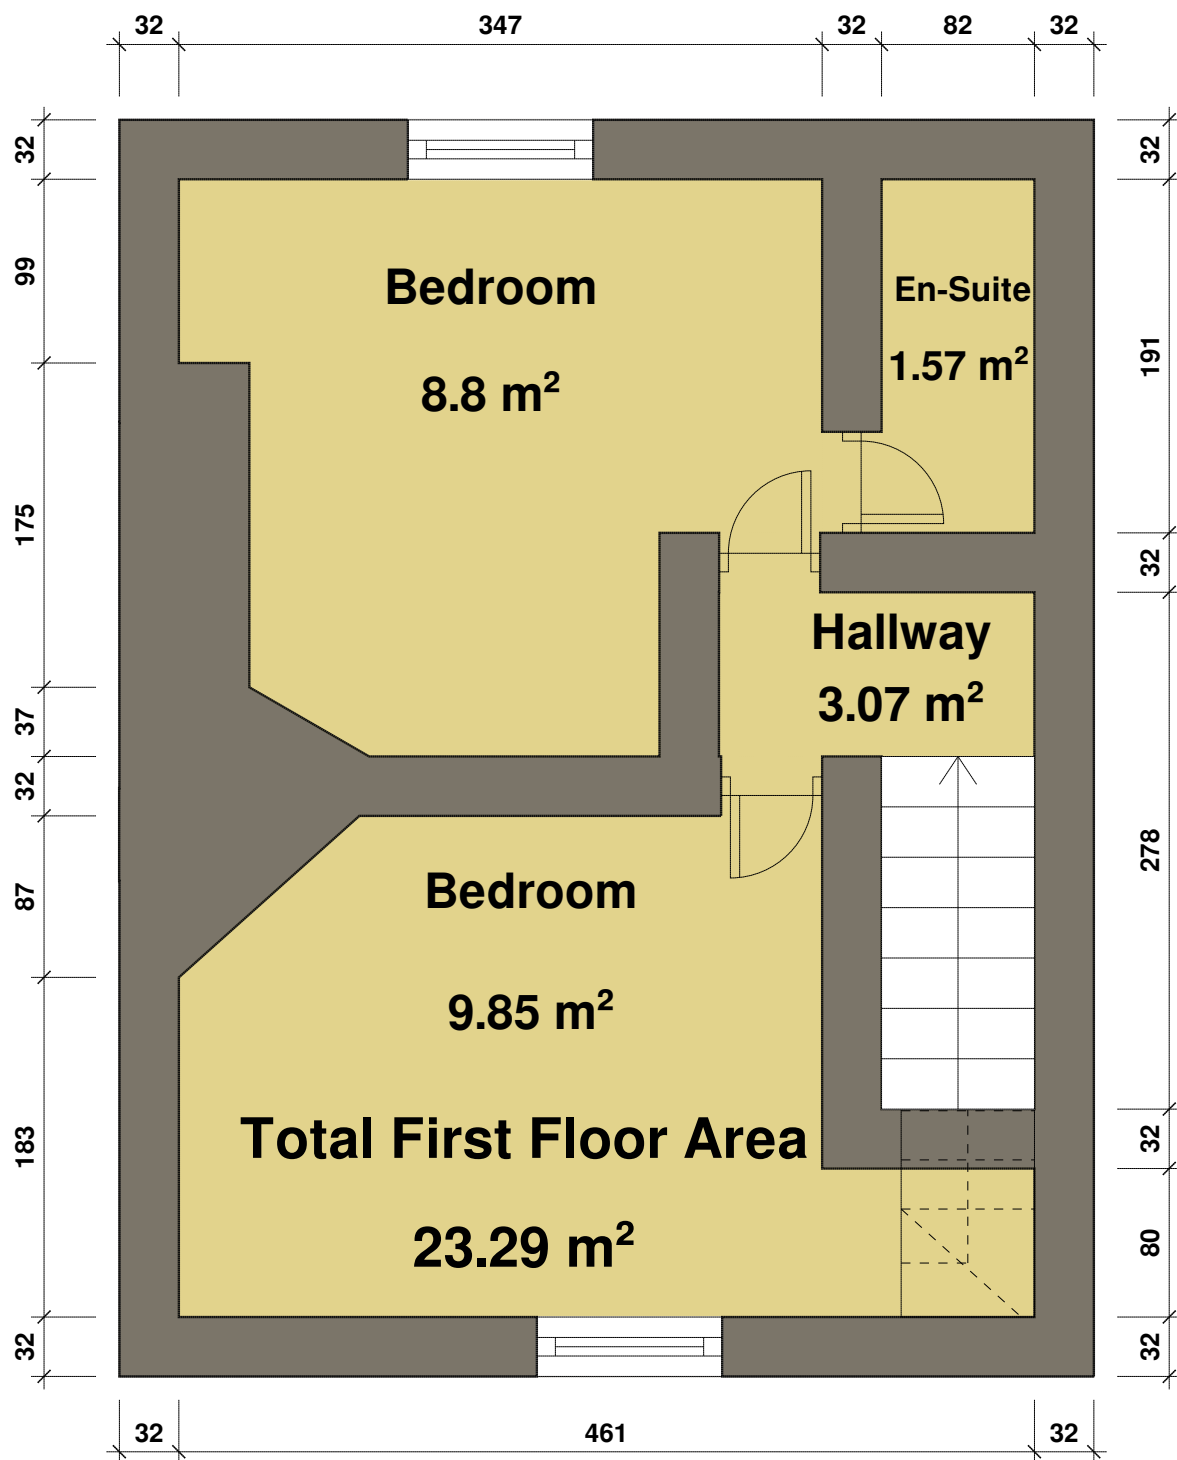 32 347 32 82 32
32
32
99
Bedroom
En-Suite
191
1.57 m²
8.8 m²
175
32
Hallway
3.07 m²
37
32
278
87
Bedroom
9.85 m²
183
Total First Floor Area
32
23.29 m²
80
32
32
32 461 32